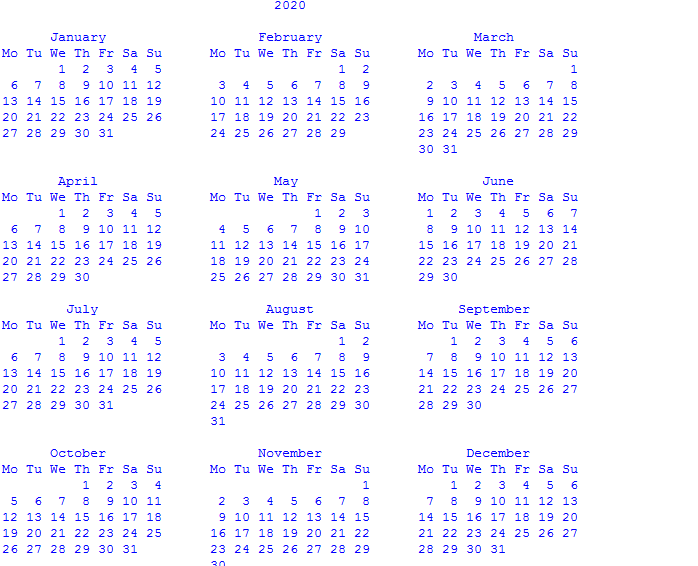 2020

      January                   February                   March
Mo Tu We Th Fr Sa Su      Mo Tu We Th Fr Sa Su      Mo Tu We Th Fr Sa Su
       1  2  3  4  5                      1  2                         1
 6  7  8  9 10 11 12       3  4  5  6  7  8  9       2  3  4  5  6  7  8
13 14 15 16 17 18 19      10 11 12 13 14 15 16       9 10 11 12 13 14 15
20 21 22 23 24 25 26      17 18 19 20 21 22 23      16 17 18 19 20 21 22
27 28 29 30 31            24 25 26 27 28 29         23 24 25 26 27 28 29
                                                    30 31

       April                      May                       June
Mo Tu We Th Fr Sa Su      Mo Tu We Th Fr Sa Su      Mo Tu We Th Fr Sa Su
       1  2  3  4  5                   1  2  3       1  2  3  4  5  6  7
 6  7  8  9 10 11 12       4  5  6  7  8  9 10       8  9 10 11 12 13 14
13 14 15 16 17 18 19      11 12 13 14 15 16 17      15 16 17 18 19 20 21
20 21 22 23 24 25 26      18 19 20 21 22 23 24      22 23 24 25 26 27 28
27 28 29 30               25 26 27 28 29 30 31      29 30

        July                     August                  September
Mo Tu We Th Fr Sa Su      Mo Tu We Th Fr Sa Su      Mo Tu We Th Fr Sa Su
       1  2  3  4  5                      1  2          1  2  3  4  5  6
 6  7  8  9 10 11 12       3  4  5  6  7  8  9       7  8  9 10 11 12 13
13 14 15 16 17 18 19      10 11 12 13 14 15 16      14 15 16 17 18 19 20
20 21 22 23 24 25 26      17 18 19 20 21 22 23      21 22 23 24 25 26 27
27 28 29 30 31            24 25 26 27 28 29 30      28 29 30
                          31

      October                   November                  December
Mo Tu We Th Fr Sa Su      Mo Tu We Th Fr Sa Su      Mo Tu We Th Fr Sa Su
          1  2  3  4                         1          1  2  3  4  5  6
 5  6  7  8  9 10 11       2  3  4  5  6  7  8       7  8  9 10 11 12 13
12 13 14 15 16 17 18       9 10 11 12 13 14 15      14 15 16 17 18 19 20
19 20 21 22 23 24 25      16 17 18 19 20 21 22      21 22 23 24 25 26 27
26 27 28 29 30 31         23 24 25 26 27 28 29      28 29 30 31
                          30